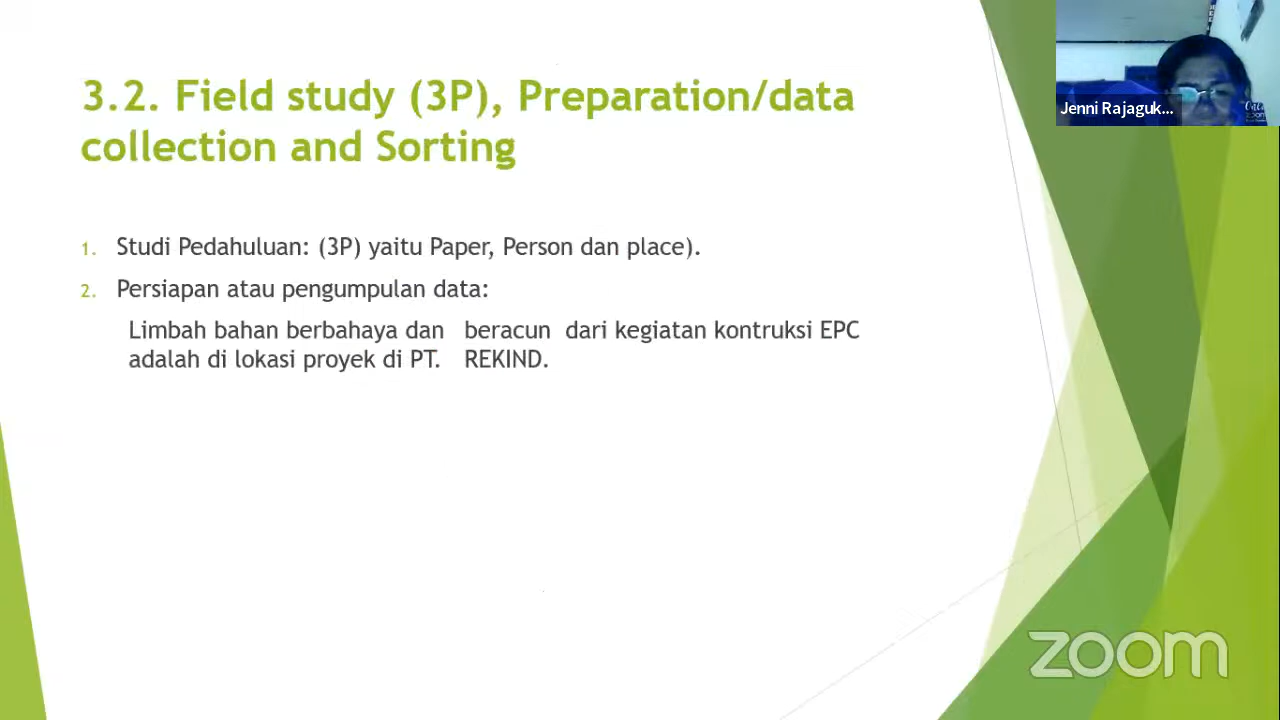 3.2. Field study (3P), Preparation/data
collection and Sorting
1. Studi Pedahuluan: (3P) yaitu Paper, Person dan place).
2. Persiapan atau pengumpulan data:
Limbah bahan berbahaya dan beracun dari kegiatan kontruksi EPC
adalah di lokasi proyek di PT. REKIND.
Jenni Rajaguk...
zoom